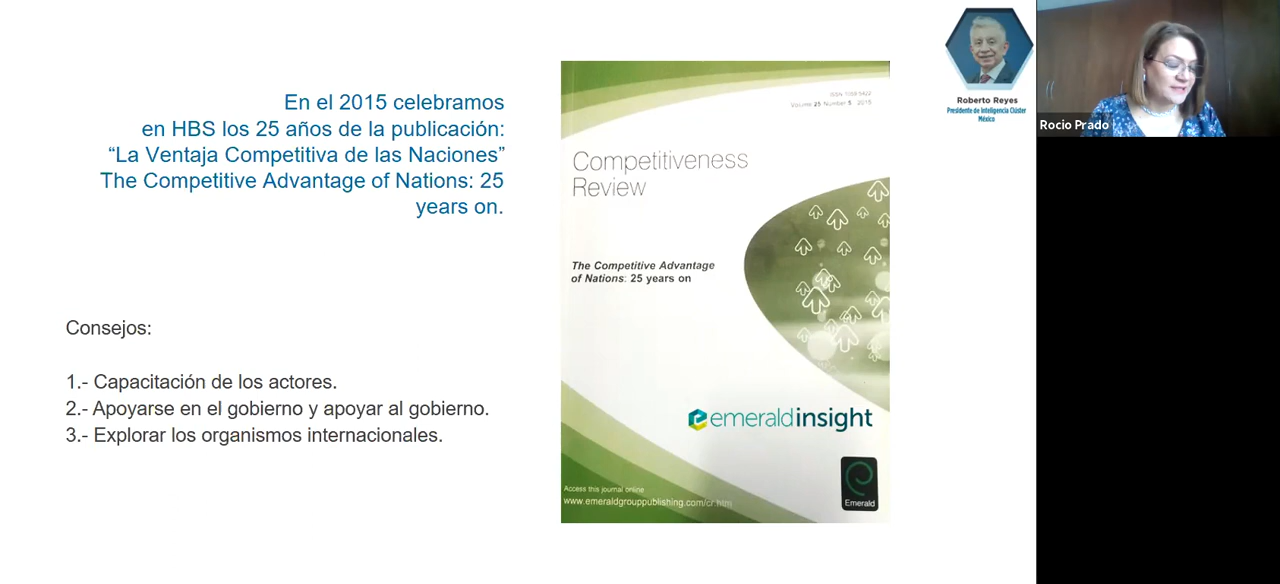 En el 2015 celebramos
en HBS los 25 años de la publicación:
“La Ventaja Competitiva de las Naciones”
The Competitive Advantage of Nations: 25
years on.
Consejos:
1.- Capacitación de los actores.
2.- Apoyarse en el gobierno y apoyar al gobierno.
3.- Explorar los organismos internacionales.
ISSN 1059-5422
Volume 25 Number 5 2015
Competitiveness
Review
The Competitive Advantage
of Nations: 25 years on
emeraldinsight
Access this journal online
www.emeraldgrouppublishing.com/cr.htm
Emerald
Roberto Reyes
Presidente de Inteligencia Clúster
México
Rocio Prado